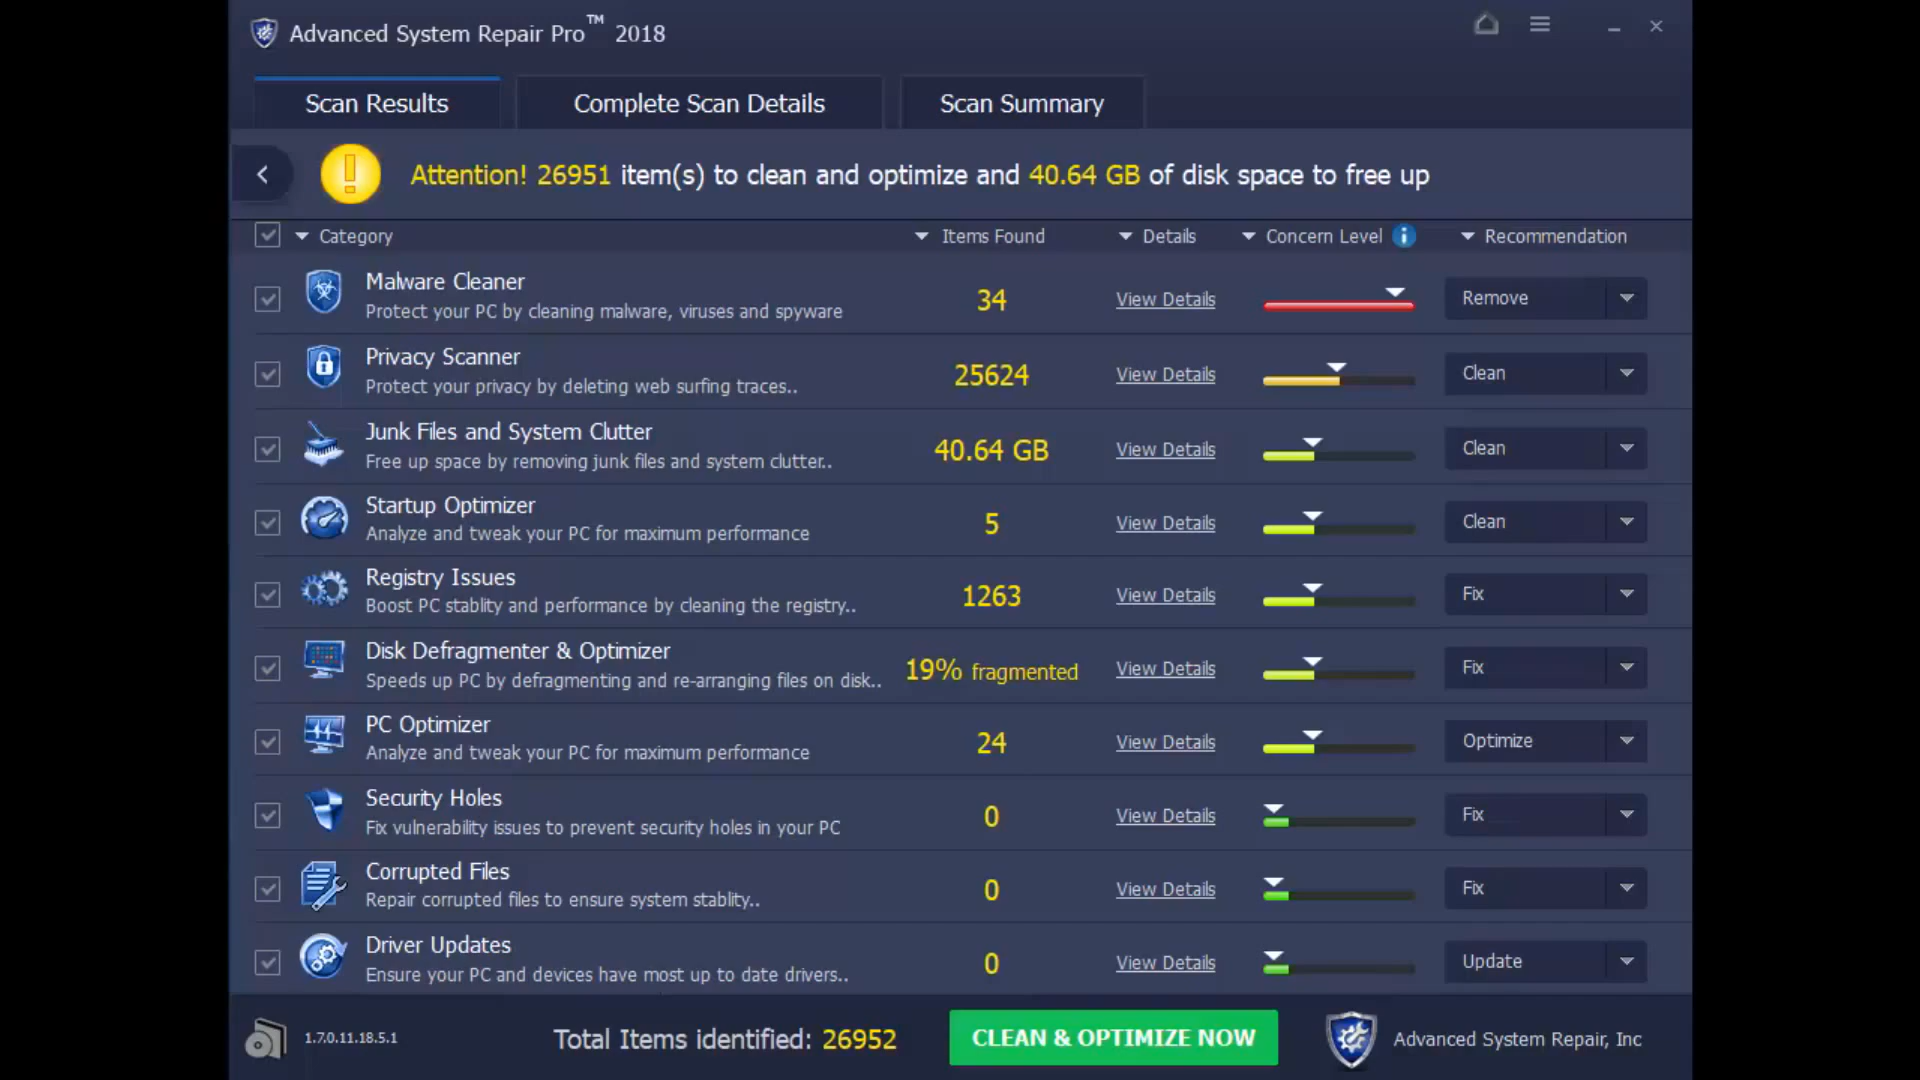 Advanced System Repair Pro™ 2018
Scan Results
Complete Scan Details
Scan Summary
Attention! 26951 item(s) to clean and optimize and 40.64 GB of disk space to free up
Category
Items Found
Details
Concern Level
Recommendation
Malware Cleaner
Protect your PC by cleaning malware, viruses and spyware
34
View Details
Remove
Privacy Scanner
Protect your privacy by deleting web surfing traces..
25624
View Details
Clean
Junk Files and System Clutter
Free up space by removing junk files and system clutter..
40.64 GB
View Details
Clean
Startup Optimizer
Analyze and tweak your PC for maximum performance
5
View Details
Clean
Registry Issues
Boost PC stablity and performance by cleaning the registry..
1263
View Details
Fix
Disk Defragmenter & Optimizer
Speeds up PC by defragmenting and re-arranging files on disk..
19% fragmented
View Details
Fix
PC Optimizer
Analyze and tweak your PC for maximum performance
24
View Details
Optimize
Security Holes
Fix vulnerability issues to prevent security holes in your PC
0
View Details
Fix
Corrupted Files
Repair corrupted files to ensure system stablity..
0
View Details
Fix
Driver Updates
Ensure your PC and devices have most up to date drivers..
0
View Details
Update
1.7.0.11.18.5.1
Total Items identified: 26952
CLEAN & OPTIMIZE NOW
Advanced System Repair, Inc